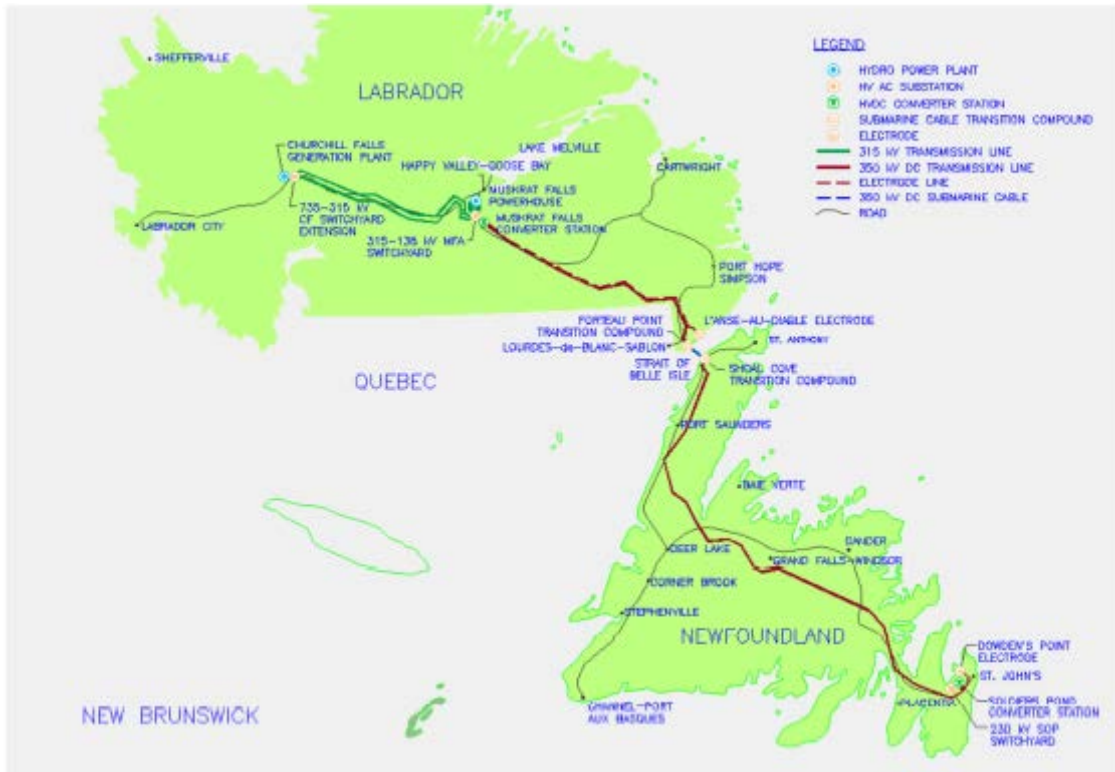 SHEFFERVILLE
LABRADOR
CHURCHILL FALLS
GENERATION PLANT
LAKE MELVILLE
HAPPY VALLEY-GOOSE BAY
MUSKRAT FALLS
POWERHOUSE
CARTWRIGHT
735-315 kV
CF SWITCHYARD
EXTENSION
MUSKRAT FALLS
CONVERTER STATION
LABRADOR CITY
315-138 kV MFA
SWITCHYARD
PORT HOPE
SIMPSON
FORTEAU POINT
TRANSITION COMPOUND
L'ANSE-AU-DIABLE ELECTRODE
LOURDES-de-BLANC-SABLON
ST. ANTHONY
STRAIT OF
BELLE ISLE
SHOAL COVE
TRANSITION COMPOUND
QUEBEC
PORT SAUNDERS
BAIE VERTE
GANDER
DEER LAKE
GRAND FALLS-WINDSOR
CORNER BROOK
STEPHENVILLE
NEWFOUNDLAND
DOWDEN'S POINT
ELECTRODE
ST. JOHN'S
PLACENTIA
SOLDIERS POND
CONVERTER STATION
230 kV SOP
SWITCHYARD
CHANNEL-PORT
AUX BASQUES
NEW BRUNSWICK
LEGEND
HYDRO POWER PLANT
HV AC SUBSTATION
HVDC CONVERTER STATION
SUBMARINE CABLE TRANSITION COMPOUND
ELECTRODE
315 kV TRANSMISSION LINE
350 kV DC TRANSMISSION LINE
ELECTRODE LINE
350 kV DC SUBMARINE CABLE
ROAD